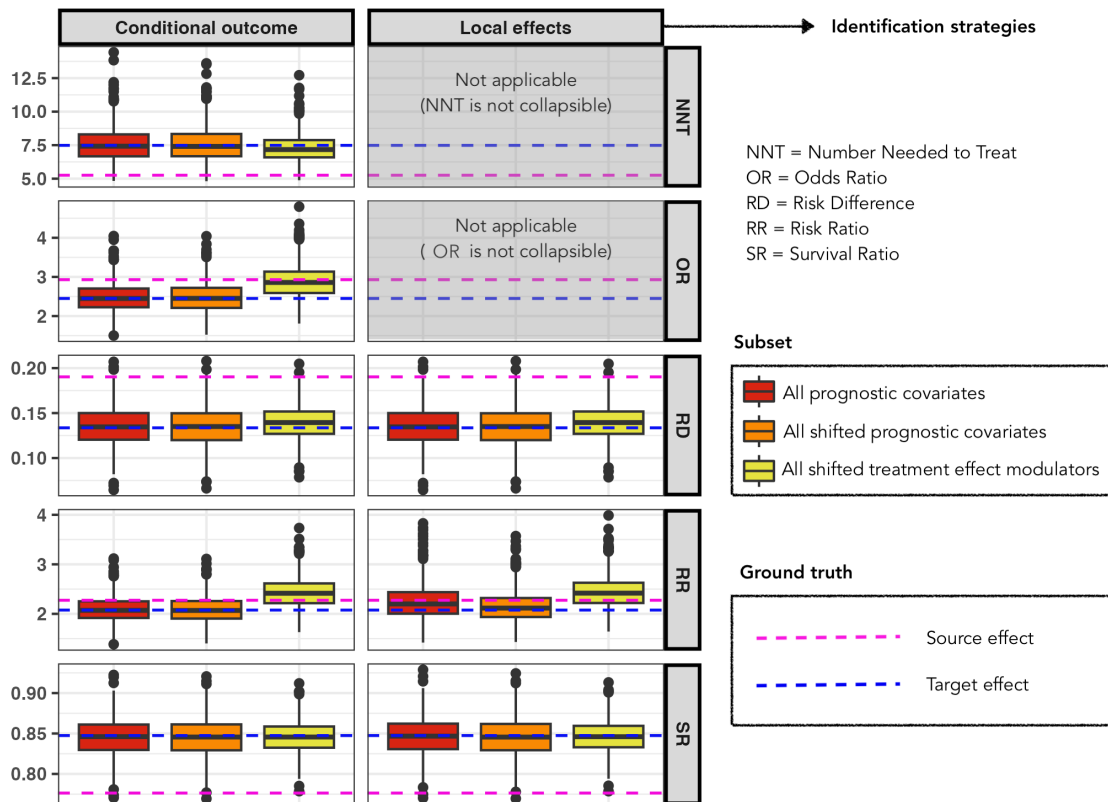 Conditional outcome
Local effects
Identification strategies
12.5
10.0
7.5
5.0
Not applicable
(NNT is not collapsible)
NNT
NNT = Number Needed to Treat
OR = Odds Ratio
RD = Risk Difference
RR = Risk Ratio
SR = Survival Ratio
4
3
2
Not applicable
( OR is not collapsible)
OR
Subset
All prognostic covariates
All shifted prognostic covariates
All shifted treatment effect modulators
0.20
0.15
0.10
RD
4
3
2
RR
Ground truth
Source effect
Target effect
0.90
0.85
0.80
SR